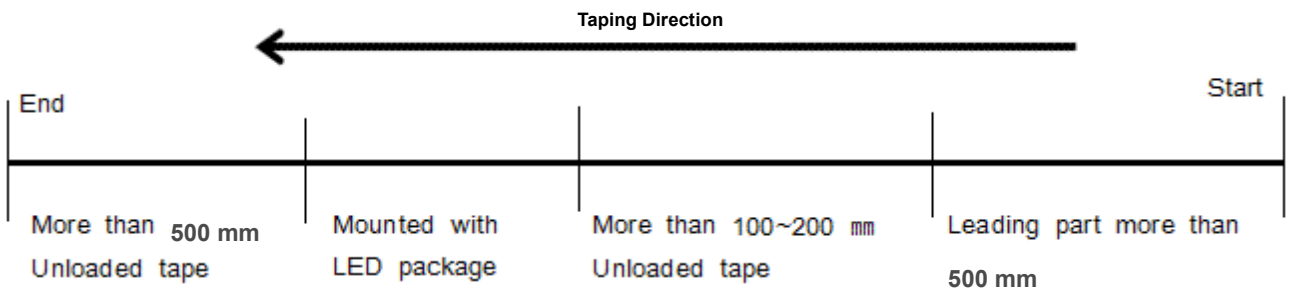 Taping Direction
End
Start
More than 500 mm
Unloaded tape
Mounted with
LED package
More than 100~200 ㎜
Unloaded tape
Leading part more than
500 mm